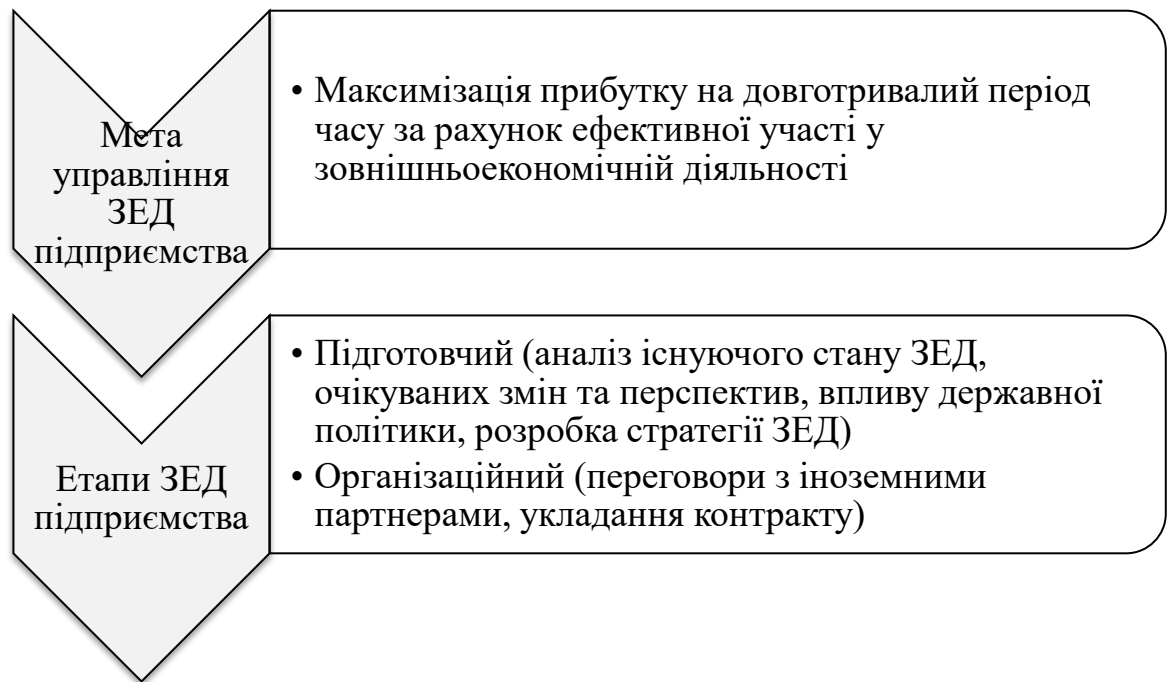 Мета
управління
ЗЕД
підприємства
• Максимізація прибутку на довготривалий період
часу за рахунок ефективної участі у
зовнішньоекономічній діяльності
Етапи ЗЕД
підприємства
• Підготовчий (аналіз існуючого стану ЗЕД,
очікуваних змін та перспектив, впливу державної
політики, розробка стратегії ЗЕД)
• Організаційний (переговори з іноземними
партнерами, укладання контракту)